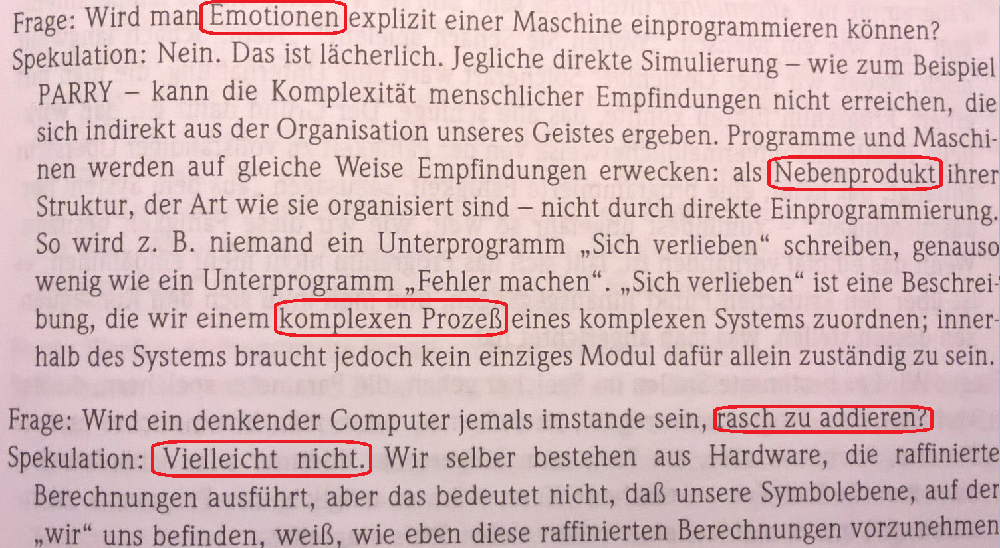 Frage: Wird man Emotionen explizit einer Maschine einprogrammieren können?
Spekulation: Nein. Das ist lächerlich. Jegliche direkte Simulierung – wie zum Beispiel
PARRY – kann die Komplexität menschlicher Empfindungen nicht erreichen, die
sich indirekt aus der Organisation unseres Geistes ergeben. Programme und Maschi-
nen werden auf gleiche Weise Empfindungen erwecken: als Nebenprodukt ihrer
Struktur, der Art wie sie organisiert sind – nicht durch direkte Einprogrammierung.
So wird z. B. niemand ein Unterprogramm „Sich verlieben“ schreiben, genauso
wenig wie ein Unterprogramm „Fehler machen“. „Sich verlieben“ ist eine Beschrei-
bung, die wir einem komplexen Prozeß eines komplexen Systems zuordnen; inner-
halb des Systems braucht jedoch kein einziges Modul dafür allein zuständig zu sein.
Frage: Wird ein denkender Computer jemals imstande sein, rasch zu addieren?
Spekulation: Vielleicht nicht. Wir selber bestehen aus Hardware, die raffinierte
Berechnungen ausführt, aber das bedeutet nicht, daß unsere Symbolebene, auf der
„wir“ uns befinden, weiß, wie eben diese raffinierten Berechnungen vorzunehmen